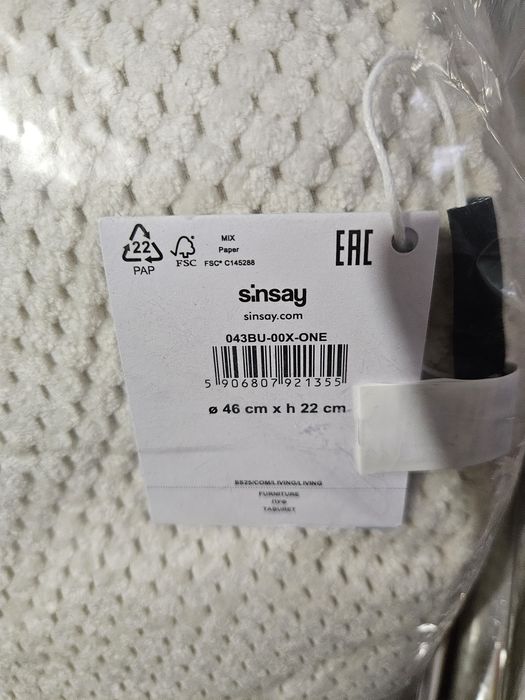 22
PAP
FSC
MIX
Paper
FSC® C145288
EAC
sinsay
sinsay.com
043BU-00X-ONE
5 906807 921355
ø 46 cm x h 22 cm
SS25/COM/LIVING/LIVING
FURNITURE
ПУФ
TABURET